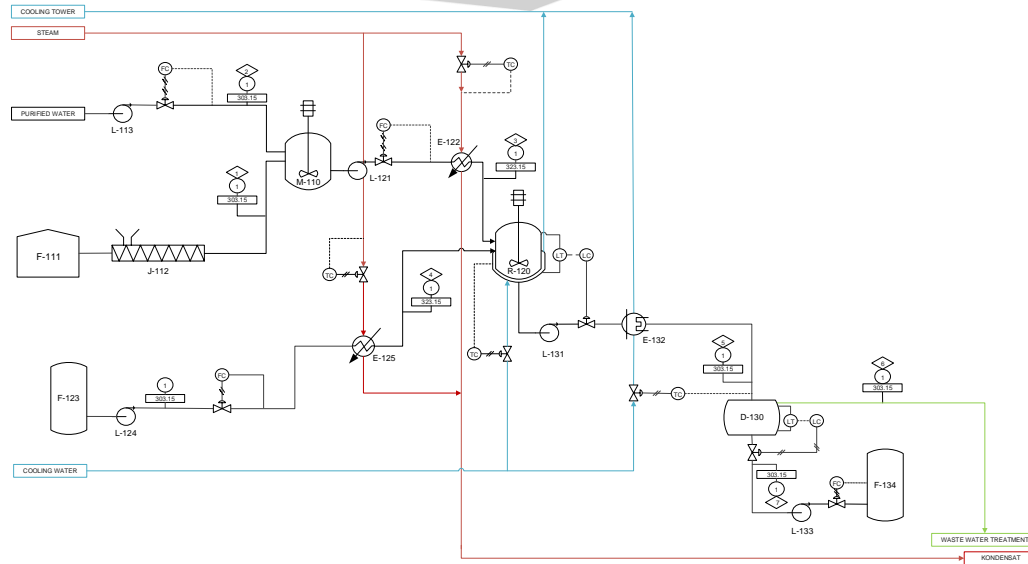 COOLING TOWER
STEAM
TC
FC
2
1
303.15
PURIFIED WATER
L-113
FC
E-122
3
1
323.15
M-110
L-121
1
1
303.15
F-111
J-112
R-120
LT
LC
TC
4
1
323.15
L-131
E-132
E-125
TC
5
1
303.15
6
1
303.15
F-123
1
303.15
FC
L-124
TC
D-130
LT
LC
COOLING WATER
303.15
1
7
FC
F-134
L-133
WASTE WATER TREATMENT
KONDENSAT